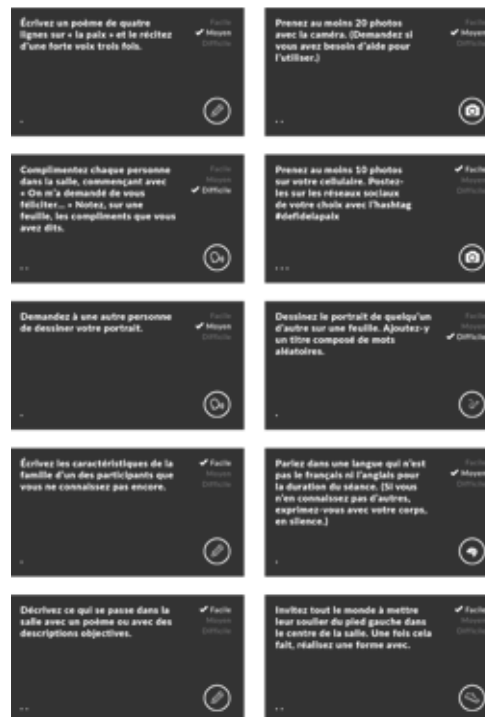 Écrivez un poème de quatre
lignes sur « la paix » et le récitez
d'une forte voix trois fois.
Facile
✔ Moyen
Difficile
Prenez au moins 20 photos
avec la caméra. (Demandez si
vous avez besoin d'aide pour
l'utiliser.)
Facile
✔ Moyen
Difficile
Complimentez chaque personne
dans la salle, commençant avec
« On m'a demandé de vous
féliciter... » Notez, sur une
feuille, les compliments que vous
avez dits.
Facile
Moyen
✔ Difficile
Prenez au moins 10 photos
sur votre cellulaire. Postez-
les sur les réseaux sociaux
de votre choix avec l'hashtag
#defidelapaix
✔ Facile
Moyen
Difficile
Demandez à une autre personne
de dessiner votre portrait.
Facile
✔ Moyen
Difficile
Dessinez le portrait de quelqu'un
d'autre sur une feuille. Ajoutez-y
un titre composé de mots
aléatoires.
Facile
Moyen
✔ Difficile
Écrivez les caractéristiques de la
famille d'un des participants que
vous ne connaissez pas encore.
✔ Facile
Moyen
Difficile
Parlez dans une langue qui n'est
pas le français ni l'anglais pour
la duration du séance. (Si vous
n'en connaissez pas d'autres,
exprimez-vous avec votre corps,
en silence.)
Facile
✔ Moyen
Difficile
Décrivez ce qui se passe dans la
salle avec un poème ou avec des
descriptions objectives.
✔ Facile
Moyen
Difficile
Invitez tout le monde à mettre
leur soulier du pied gauche dans
le centre de la salle. Une fois cela
fait, réalisez une forme avec.
✔ Facile
Moyen
Difficile